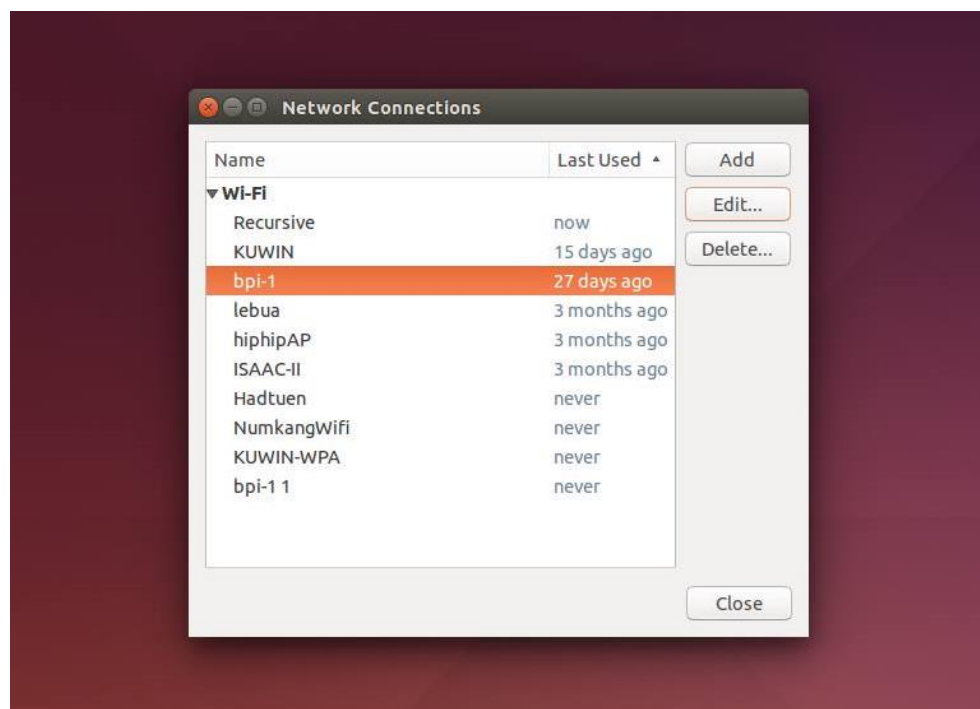 Network Connections
Name Last Used Add
Wi-Fi Edit...
Recursive now
KUWIN 15 days ago Delete...
bpi-1 27 days ago
lebua 3 months ago
hiphipAP 3 months ago
ISAAC-II 3 months ago
Hadtuen never
NumkangWifi never
KUWIN-WPA never
bpi-1 1 never
Close